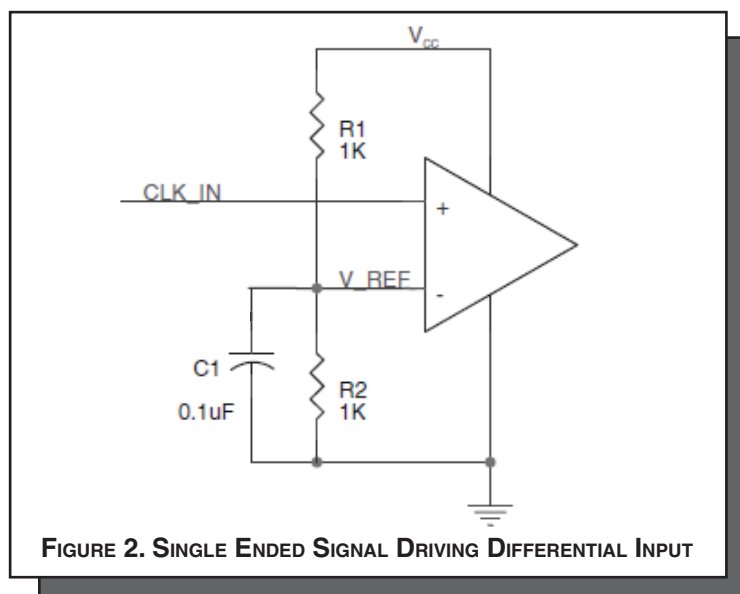 Vcc
R1
1K
CLK_IN
+
V_REF
-
C1
0.1uF
R2
1K
FIGURE 2. SINGLE ENDED SIGNAL DRIVING DIFFERENTIAL INPUT